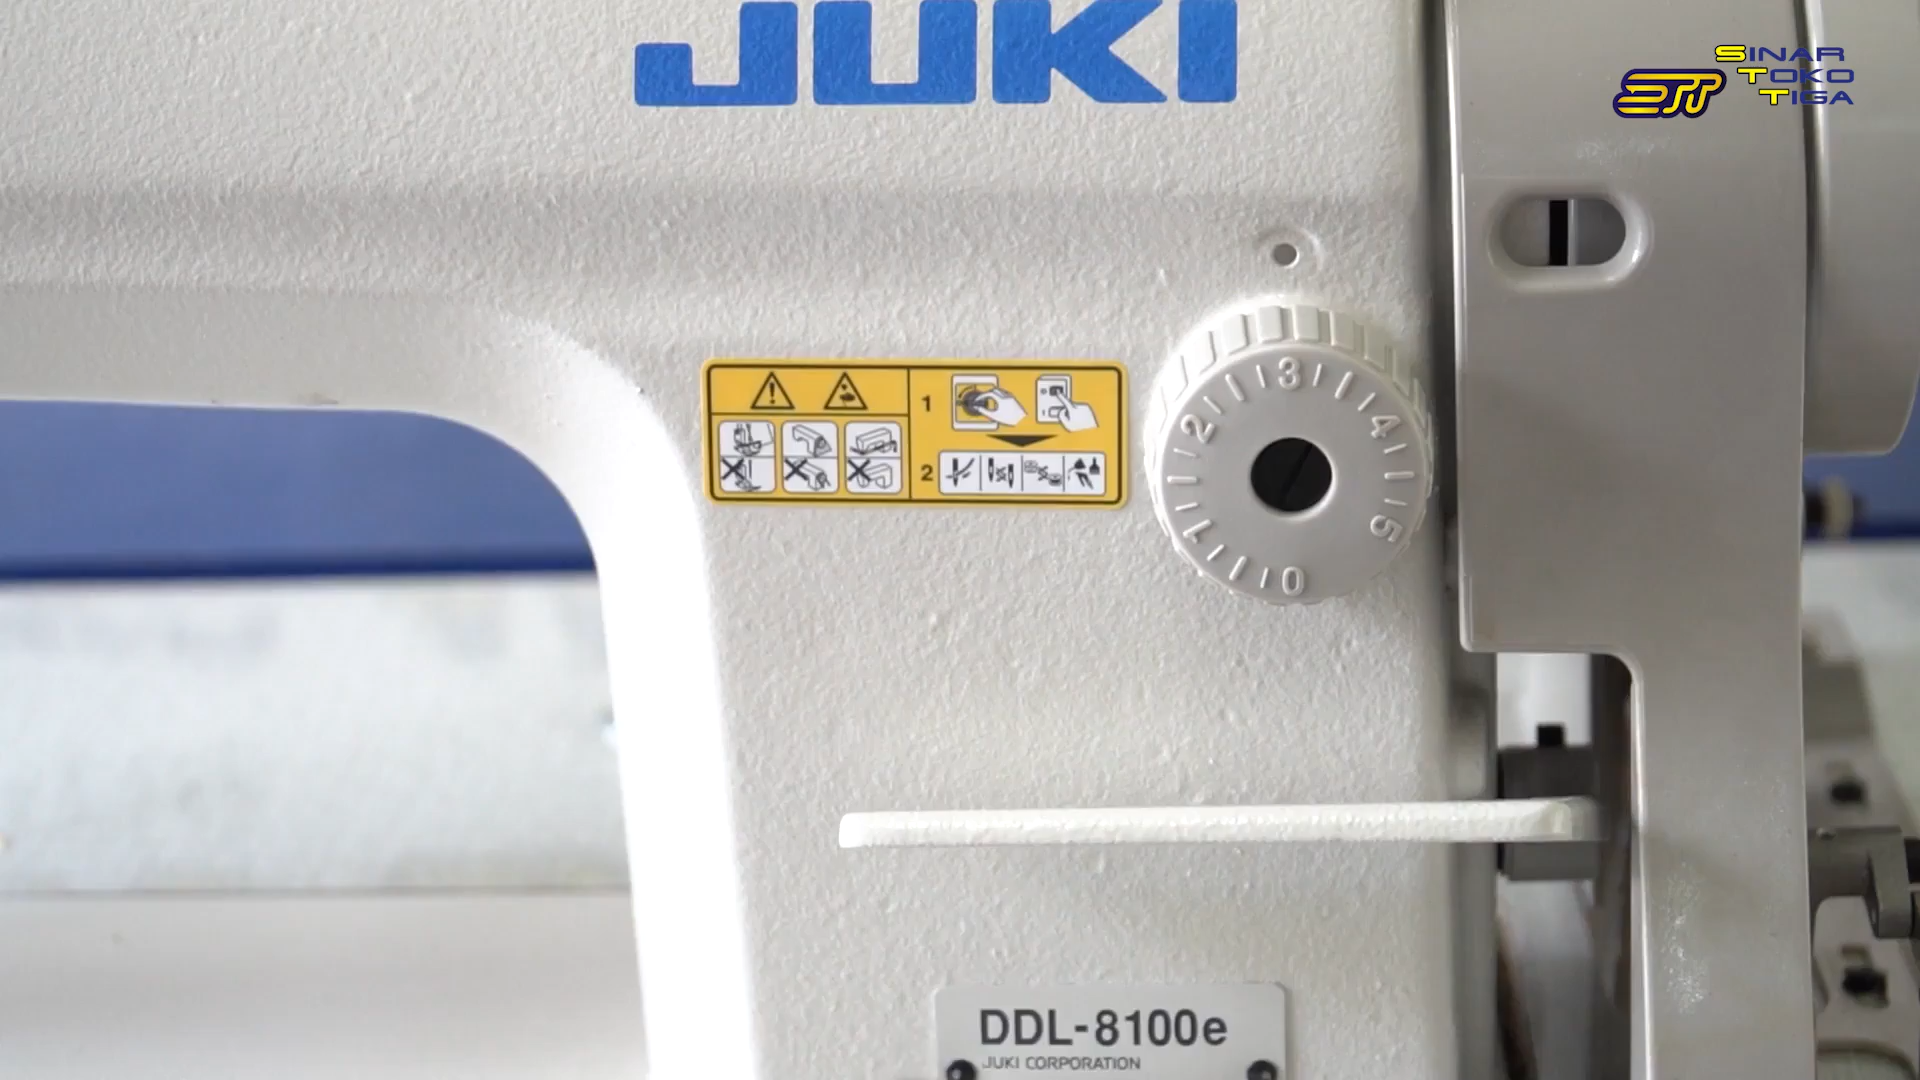 JUKI
SINAR
TOKO
TIGA
1
2
3
4
2
5
1
0
DDL-8100e
JUKI CORPORATION